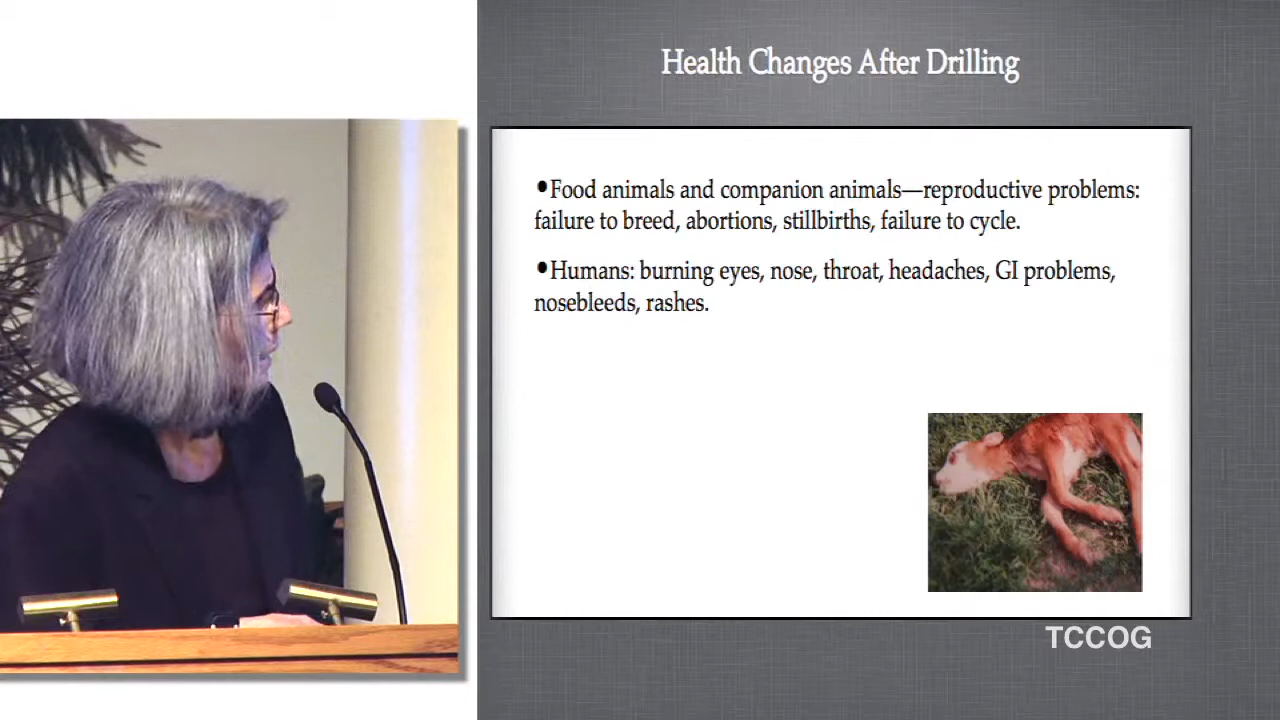 Health Changes After Drilling
•Food animals and companion animals—reproductive problems:
failure to breed, abortions, stillbirths, failure to cycle.
•Humans: burning eyes, nose, throat, headaches, GI problems,
nosebleeds, rashes.
TCCOG